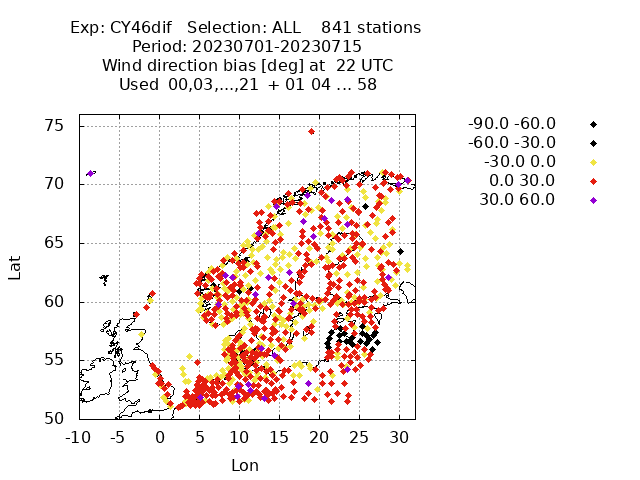 Exp: CY46dif   Selection: ALL    841 stations
Period: 20230701-20230715
Wind direction bias [deg] at  22 UTC
Used  00,03,...,21  + 01 04 ... 58
-90.0 -60.0
-60.0 -30.0
-30.0 0.0
0.0 30.0
30.0 60.0
75
70
65
60
55
50
Lat
-10 -5 0 5 10 15 20 25 30
Lon